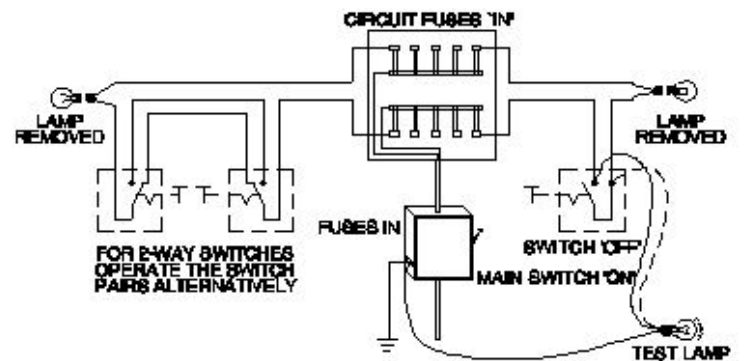 CIRCUIT FUSES 'IN'
LAMP
REMOVED
LAMP
REMOVED
FUSES IN
SWITCH 'OFF'
FOR 2-WAY SWITCHES
OPERATE THE SWITCH
PAIRS ALTERNATIVELY
MAIN SWITCH 'ON'
TEST LAMP